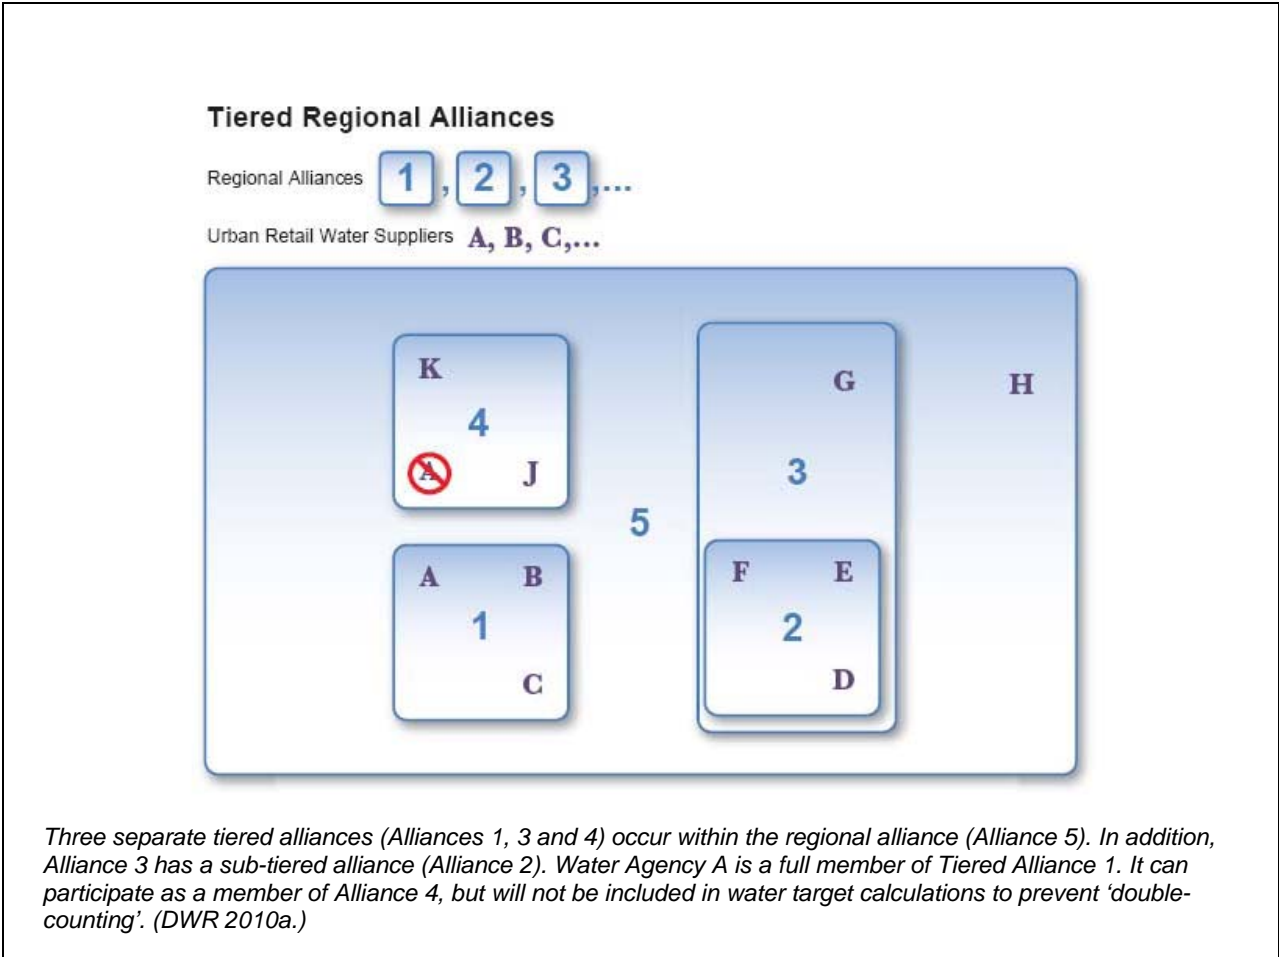 Tiered Regional Alliances
Regional Alliances 1, 2, 3,...
Urban Retail Water Suppliers A, B, C,...
K
G
H
4
A
J
3
5
A
B
F
E
1
2
C
D
Three separate tiered alliances (Alliances 1, 3 and 4) occur within the regional alliance (Alliance 5). In addition,
Alliance 3 has a sub-tiered alliance (Alliance 2). Water Agency A is a full member of Tiered Alliance 1. It can
participate as a member of Alliance 4, but will not be included in water target calculations to prevent ‘double-
counting’. (DWR 2010a.)